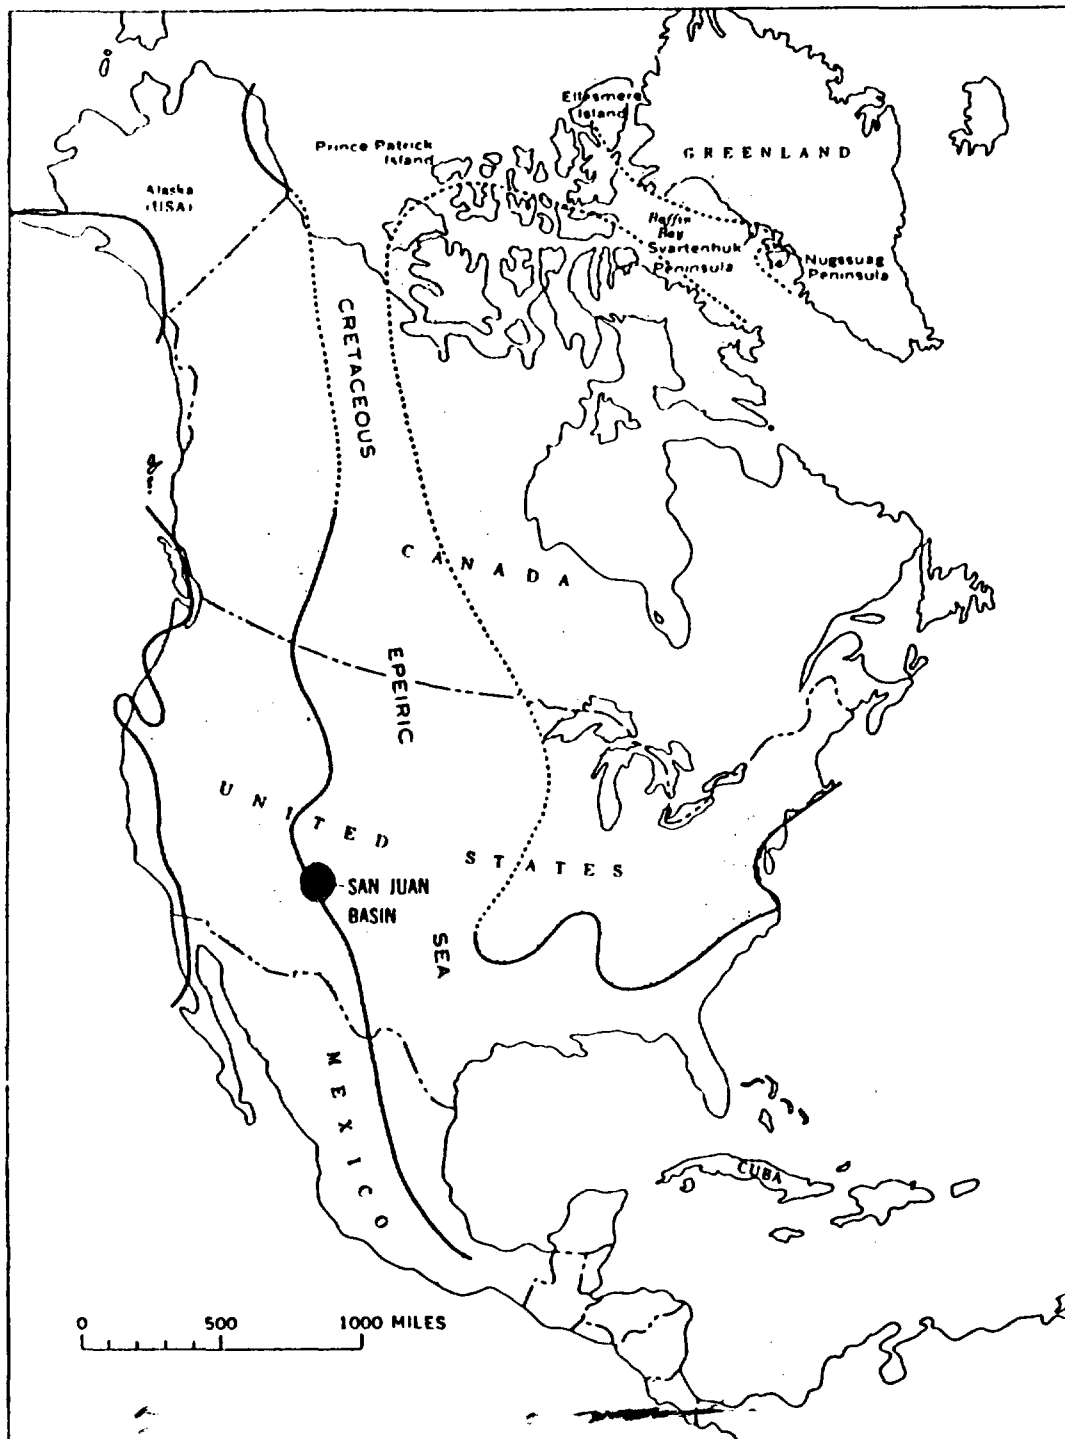 Ellesmere
Island
Prince Patrick
Island
GREENLAND
Alaska
(USA)
Baffin
Bay
Svartenhuk
Peninsula
Nugssuaq
Peninsula
CRETACEOUS
CANADA
EPEIRIC
UNITED STATES
SAN JUAN
BASIN
SEA
MEXICO
CUBA
0 500 1000 MILES